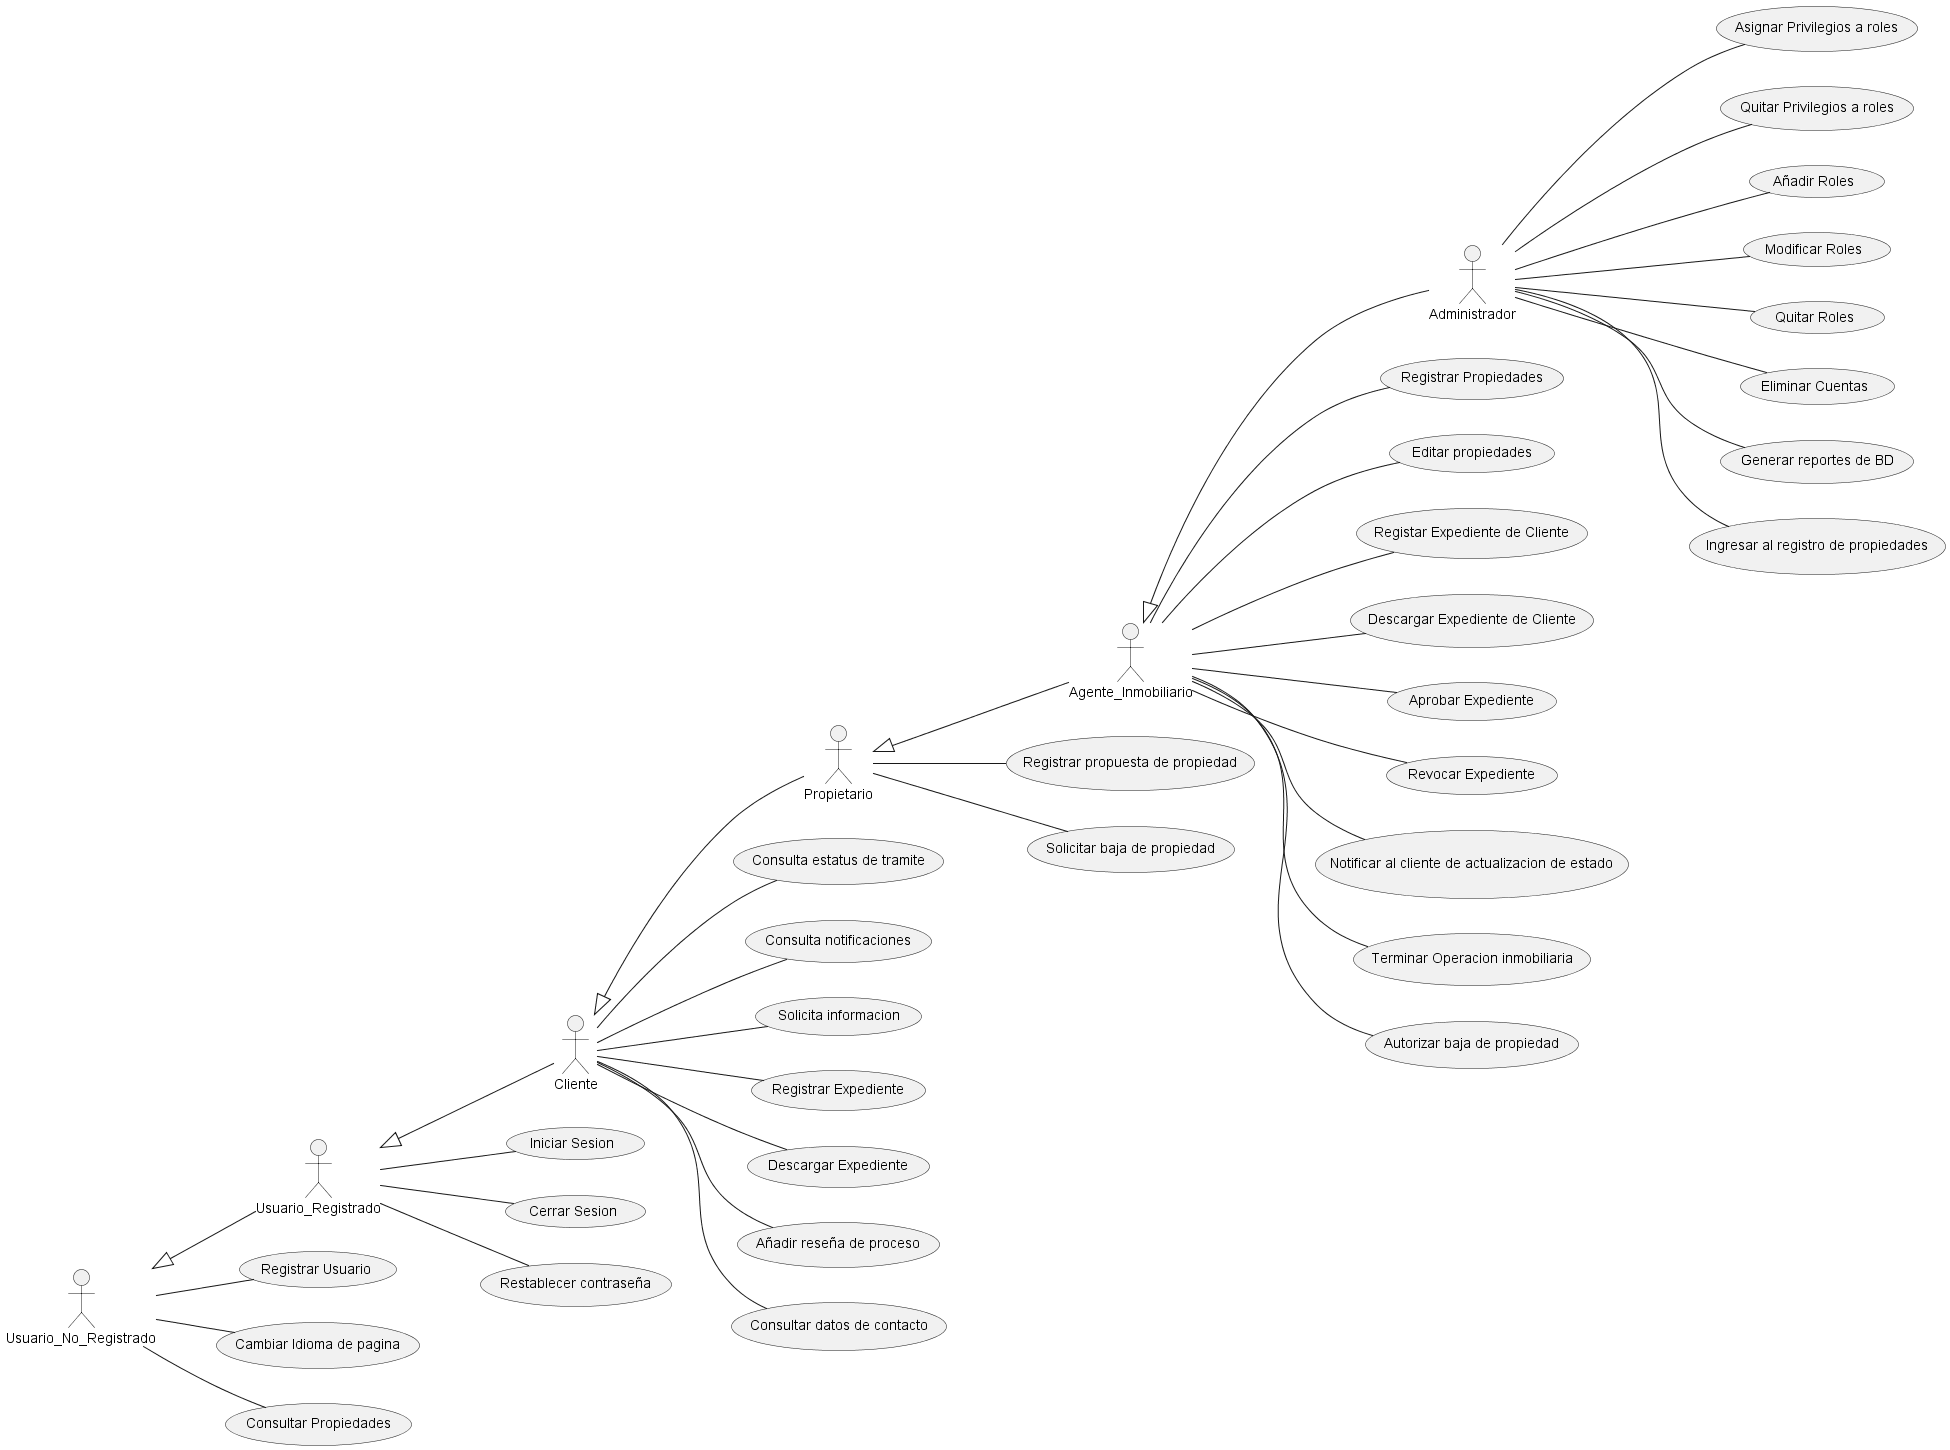 Asignar Privilegios a roles
Quitar Privilegios a roles
Añadir Roles
Modificar Roles
Administrador
Quitar Roles
Registrar Propiedades
Eliminar Cuentas
Editar propiedades
Generar reportes de BD
Registar Expediente de Cliente
Ingresar al registro de propiedades
Descargar Expediente de Cliente
Agente_Inmobiliario
Aprobar Expediente
Registrar propuesta de propiedad
Revocar Expediente
Propietario
Solicitar baja de propiedad
Consulta estatus de tramite
Notificar al cliente de actualizacion de estado
Consulta notificaciones
Terminar Operacion inmobiliaria
Solicita informacion
Autorizar baja de propiedad
Cliente
Registrar Expediente
Iniciar Sesion
Descargar Expediente
Usuario_Registrado
Cerrar Sesion
Añadir reseña de proceso
Registrar Usuario
Restablecer contraseña
Consultar datos de contacto
Usuario_No_Registrado
Cambiar Idioma de pagina
Consultar Propiedades